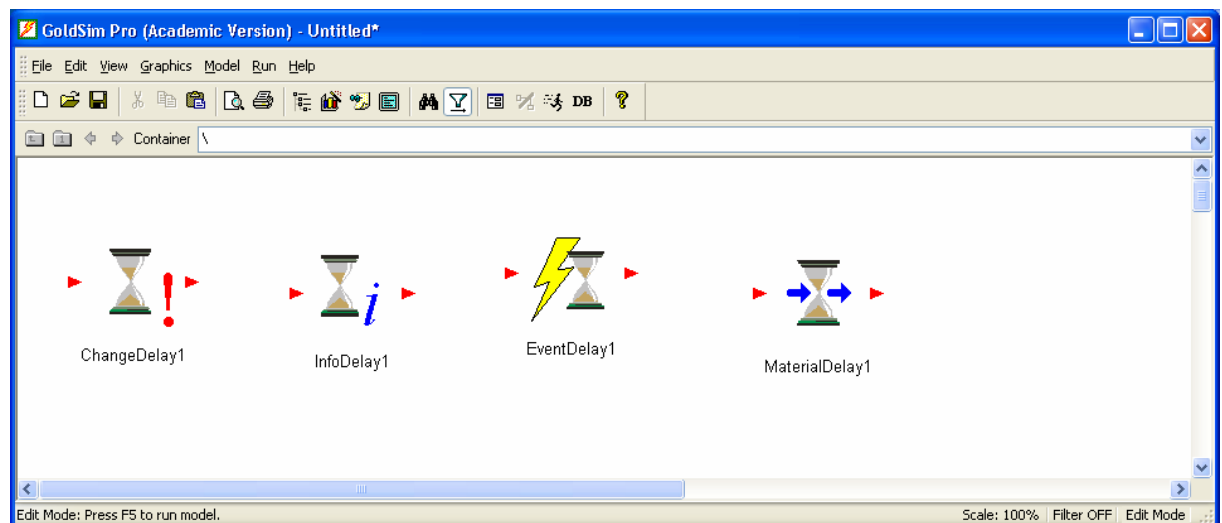 GoldSim Pro (Academic Version) - Untitled*
File Edit View Graphics Model Run Help
DB
Container \
ChangeDelay1
InfoDelay1
EventDelay1
MaterialDelay1
Edit Mode: Press F5 to run model. Scale: 100% Filter OFF Edit Mode